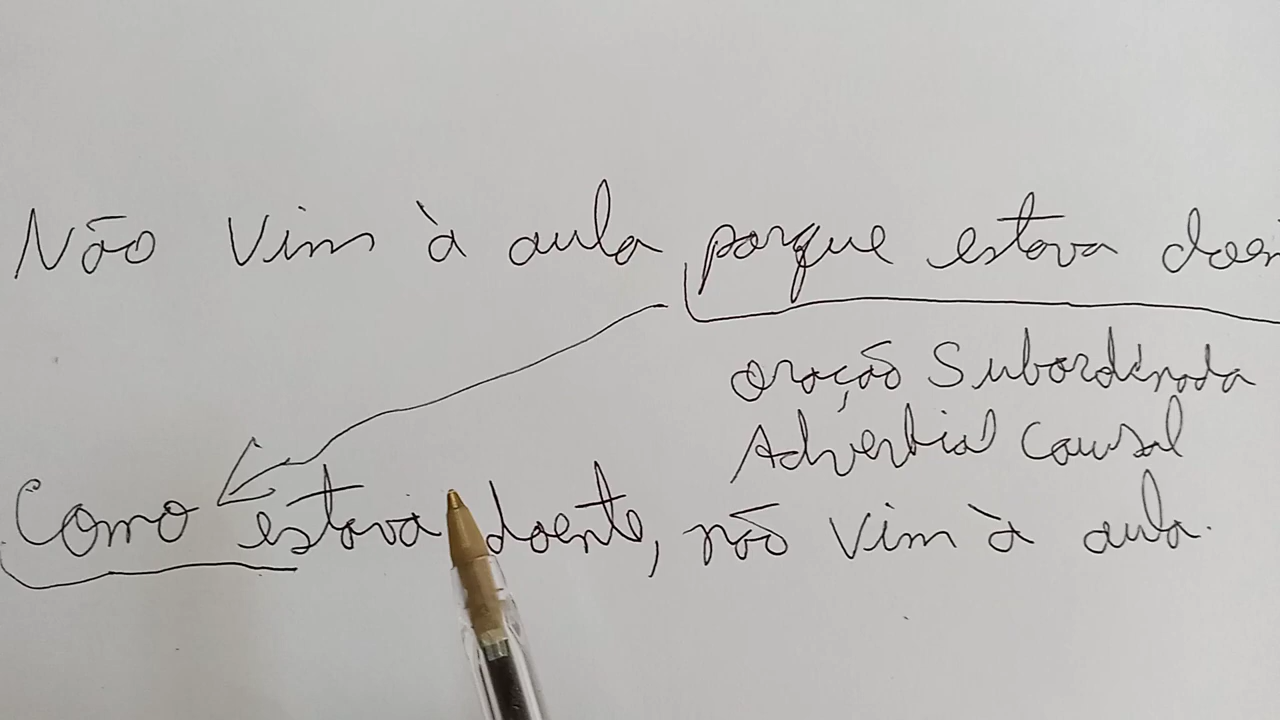 Não vim à aula porque estava doen
oração Subordinada
Adverbial Causal
Como estava doente, não vim à aula.